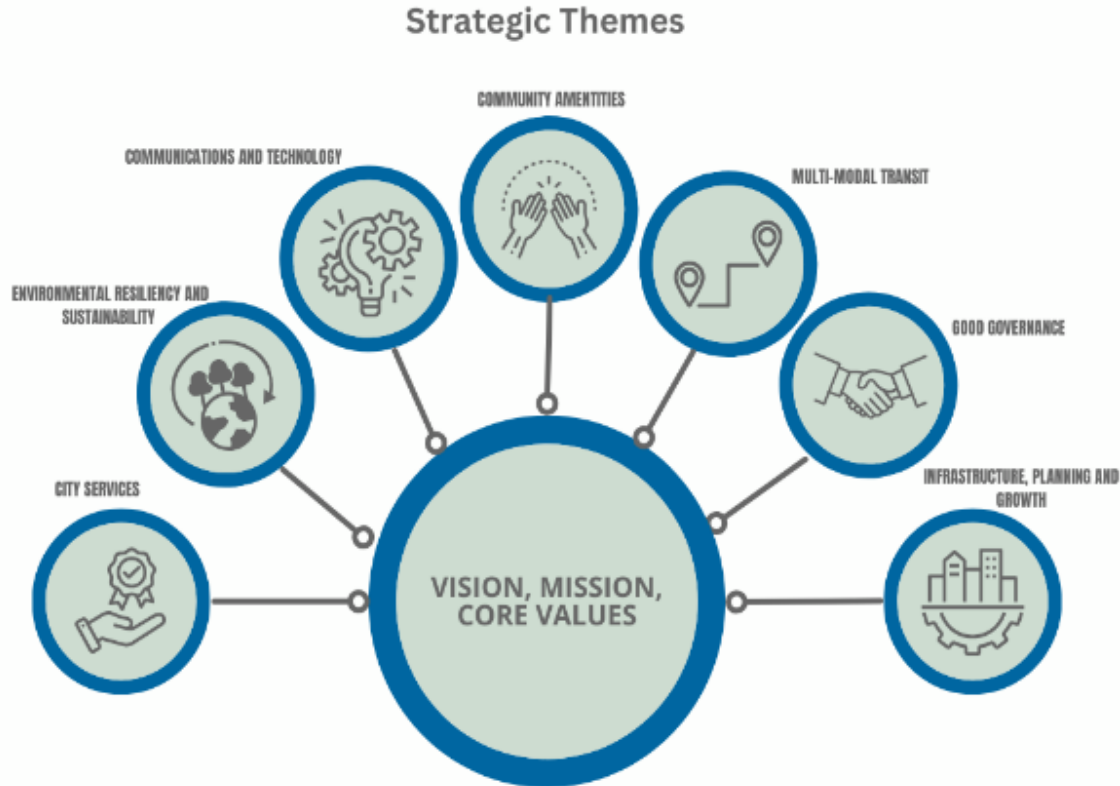 Strategic Themes
COMMUNITY AMENTITIES
COMMUNICATIONS AND TECHNOLOGY
MULTI-MODAL TRANSIT
ENVIRONMENTAL RESILIENCY AND
SUSTAINABILITY
GOOD GOVERNANCE
CITY SERVICES
INFRASTRUCTURE, PLANNING AND
GROWTH
VISION, MISSION,
CORE VALUES